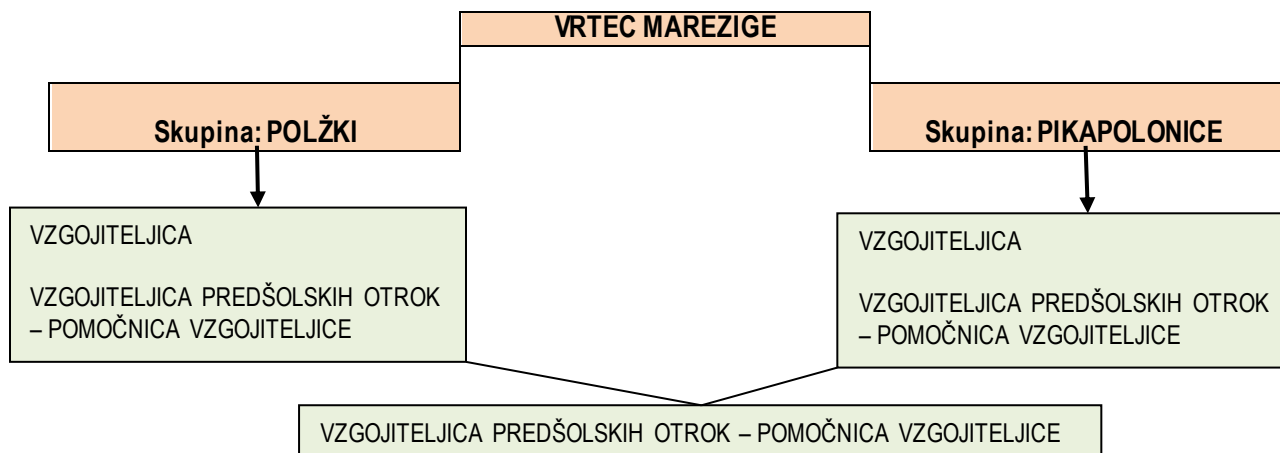 VRTEC MAREZIGE
Skupina: POLŽKI
VZGOJITELJICA
VZGOJITELJICA PREDŠOLSKIH OTROK
– POMOČNICA VZGOJITELJICE
Skupina: PIKAPOLONICE
VZGOJITELJICA
VZGOJITELJICA PREDŠOLSKIH OTROK
– POMOČNICA VZGOJITELJICE
VZGOJITELJICA PREDŠOLSKIH OTROK – POMOČNICA VZGOJITELJICE